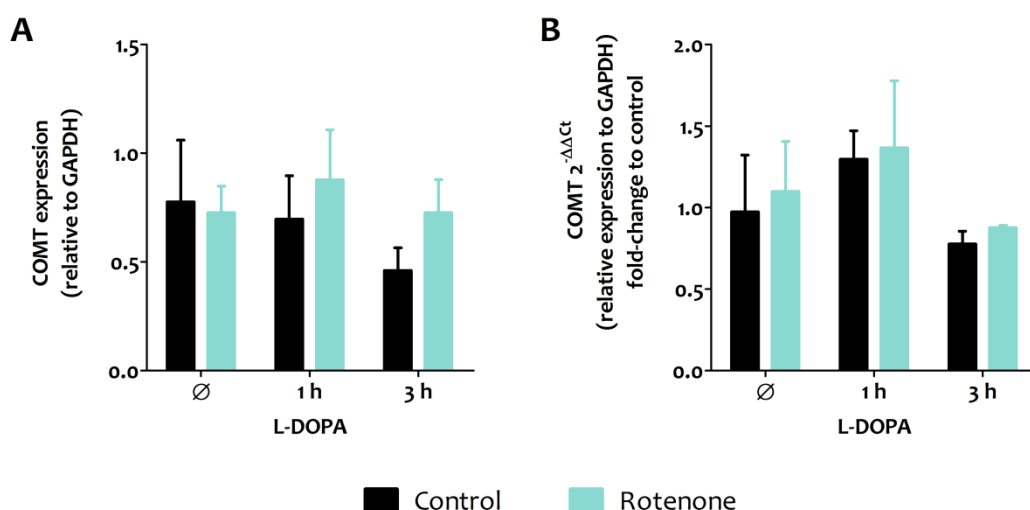 A
COMT expression
(relative to GAPDH)
1.5
1.0
0.5
0.0
Ø
1 h
3 h
L-DOPA
B
COMT 2^-ΔΔCt
(relative expression to GAPDH)
fold-change to control
2.0
1.5
1.0
0.5
0.0
Ø
1 h
3 h
L-DOPA
Control
Rotenone